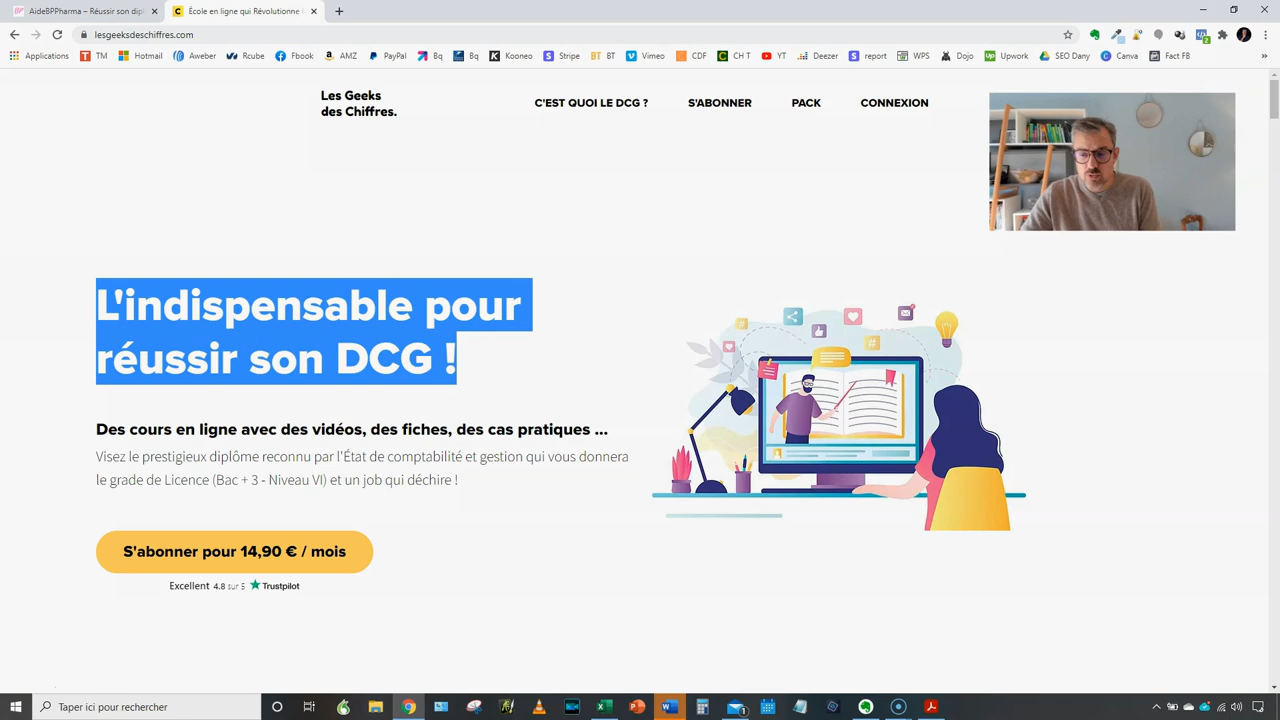 AideBPPharma – Réussir son dipl
École en ligne qui Révolutionne l
lesgeeksdeschiffres.com
Applications TM Hotmail Aweber Rcube Fbook AMZ PayPal Bq Bq Kooneo Stripe BT Vimeo CDF CH T YT Deezer report WPS Dojo Upwork SEO Dany Canva Fact FB »
Les Geeks
des Chiffres.
C'EST QUOI LE DCG ? S'ABONNER PACK CONNEXION
L'indispensable pour
réussir son DCG !
Des cours en ligne avec des vidéos, des fiches, des cas pratiques ...
Visez le prestigieux diplôme reconnu par l'État de comptabilité et gestion qui vous donnera
le grade de Licence (Bac + 3 - Niveau VI) et un job qui déchire !
S'abonner pour 14,90 € / mois
Excellent 4.8 sur 5 Trustpilot
Taper ici pour rechercher